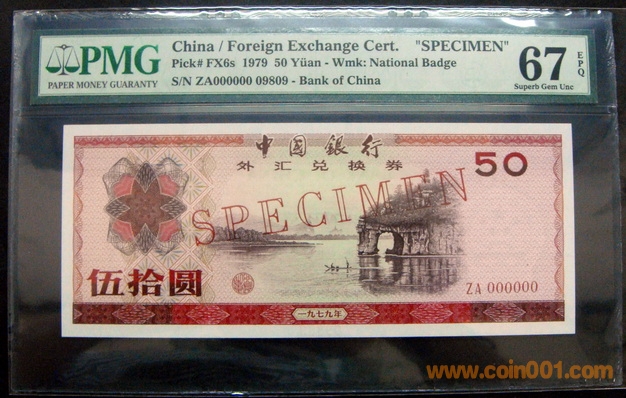 PMG
PAPER MONEY GUARANTY
China / Foreign Exchange Cert. "SPECIMEN"
Pick# FX6s 1979 50 Yüan - Wmk: National Badge
S/N ZA000000 09809 - Bank of China
67 EPQ
Superb Gem Unc
中国银行
外汇兑换券
50
SPECIMEN
伍拾圆
ZA 000000
一九七九年
www.coin001.com